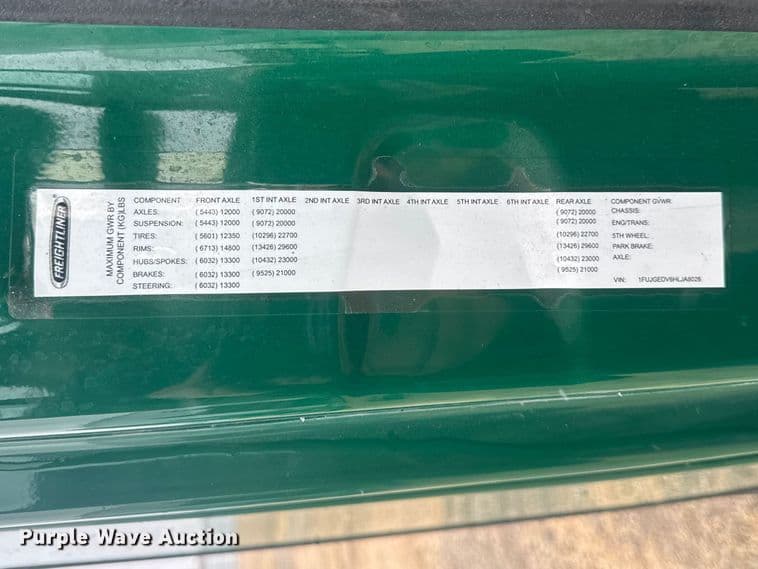 FREIGHTLINER
MAXIMUM GWR BY
COMPONENT (KG)LBS
COMPONENT FRONT AXLE 1ST INT AXLE 2ND INT AXLE 3RD INT AXLE 4TH INT AXLE 5TH INT AXLE 6TH INT AXLE REAR AXLE COMPONENT GVWR:
AXLES: ( 5443) 12000 ( 9072) 20000 ( 9072) 20000 CHASSIS:
SUSPENSION: ( 5443) 12000 ( 9072) 20000 ( 9072) 20000 ENG/TRANS:
TIRES: ( 5601) 12350 (10296) 22700 (10296) 22700 5TH WHEEL:
RIMS: ( 6713) 14800 (13426) 29600 (13426) 29600 PARK BRAKE:
HUBS/SPOKES: ( 6032) 13300 (10432) 23000 (10432) 23000 AXLE:
BRAKES: ( 6032) 13300 ( 9525) 21000 ( 9525) 21000
STEERING: ( 6032) 13300 VIN: 1FUJGEDV6HLJA8026
Purple Wave Auction